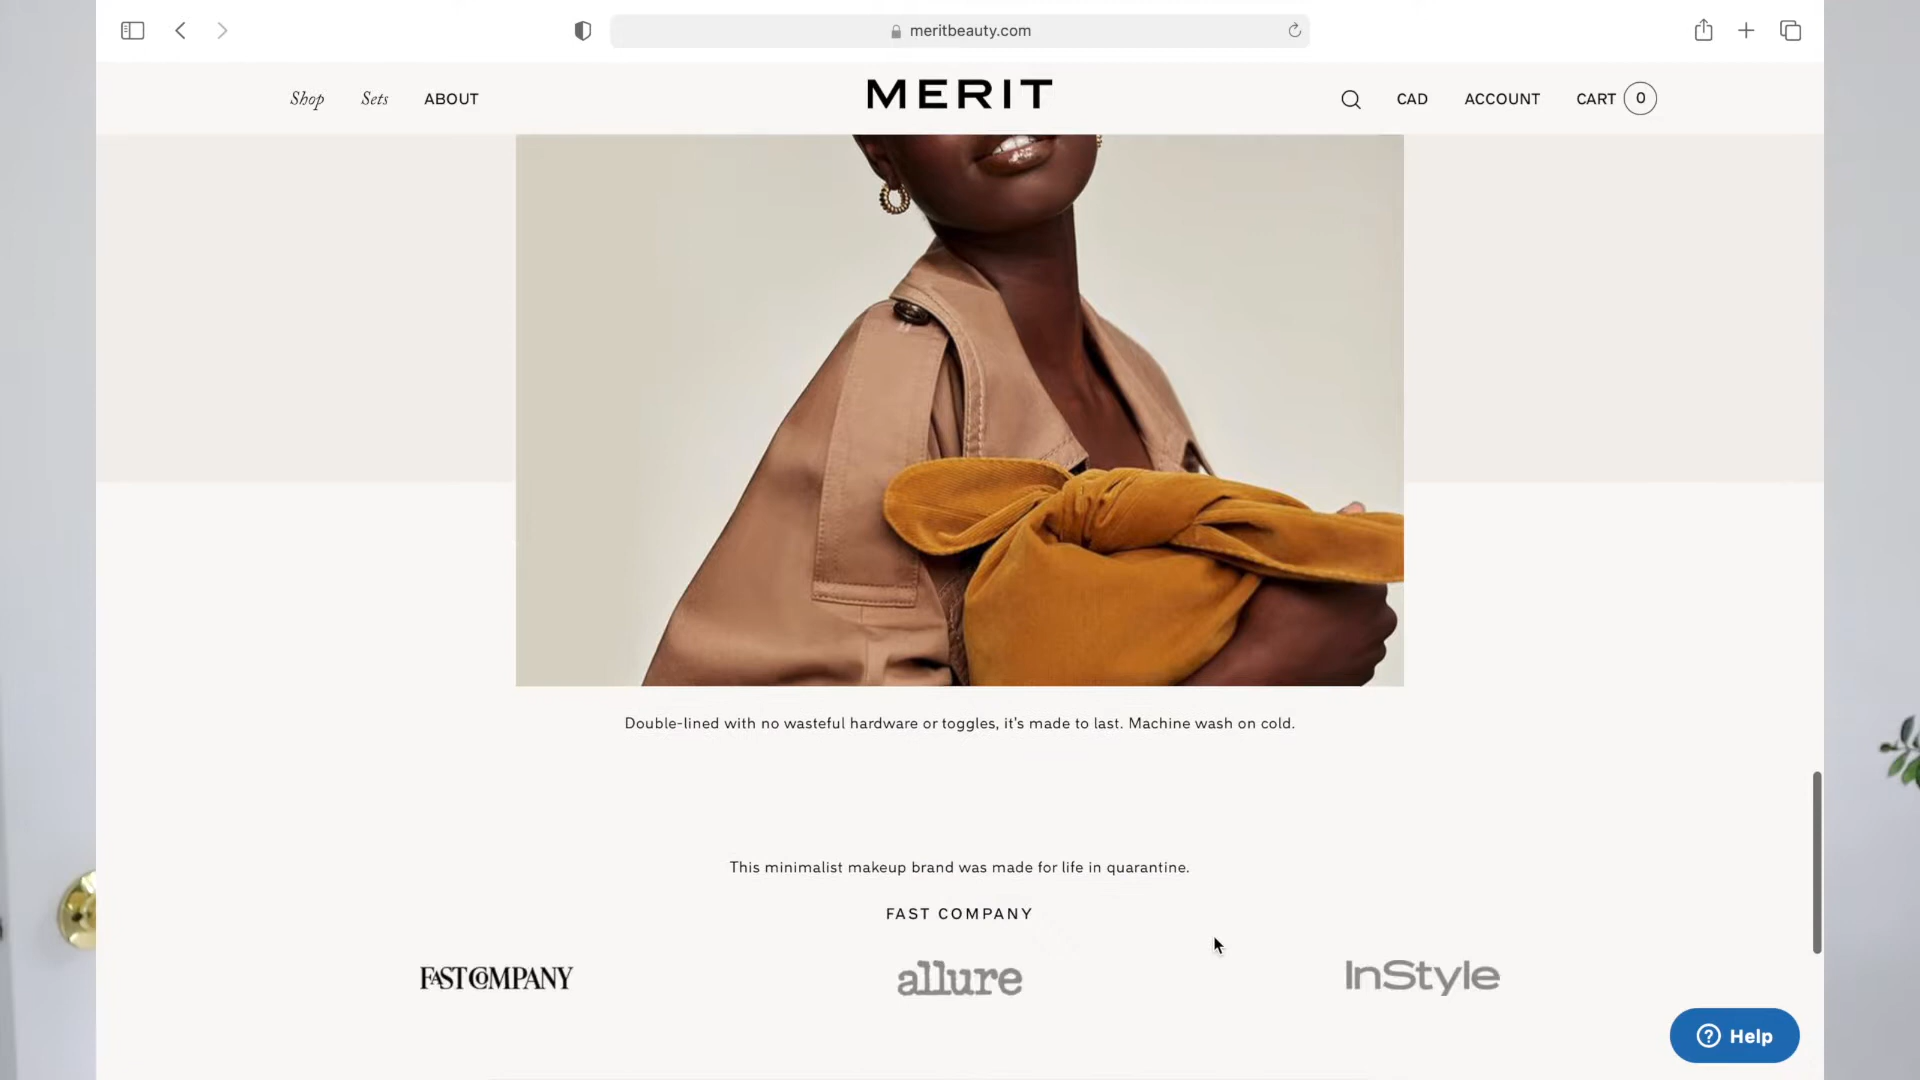 meritbeauty.com
Shop
Sets
ABOUT
MERIT
CAD
ACCOUNT
CART
0
Double-lined with no wasteful hardware or toggles, it's made to last. Machine wash on cold.
This minimalist makeup brand was made for life in quarantine.
FAST COMPANY
FAST COMPANY
allure
InStyle
? Help